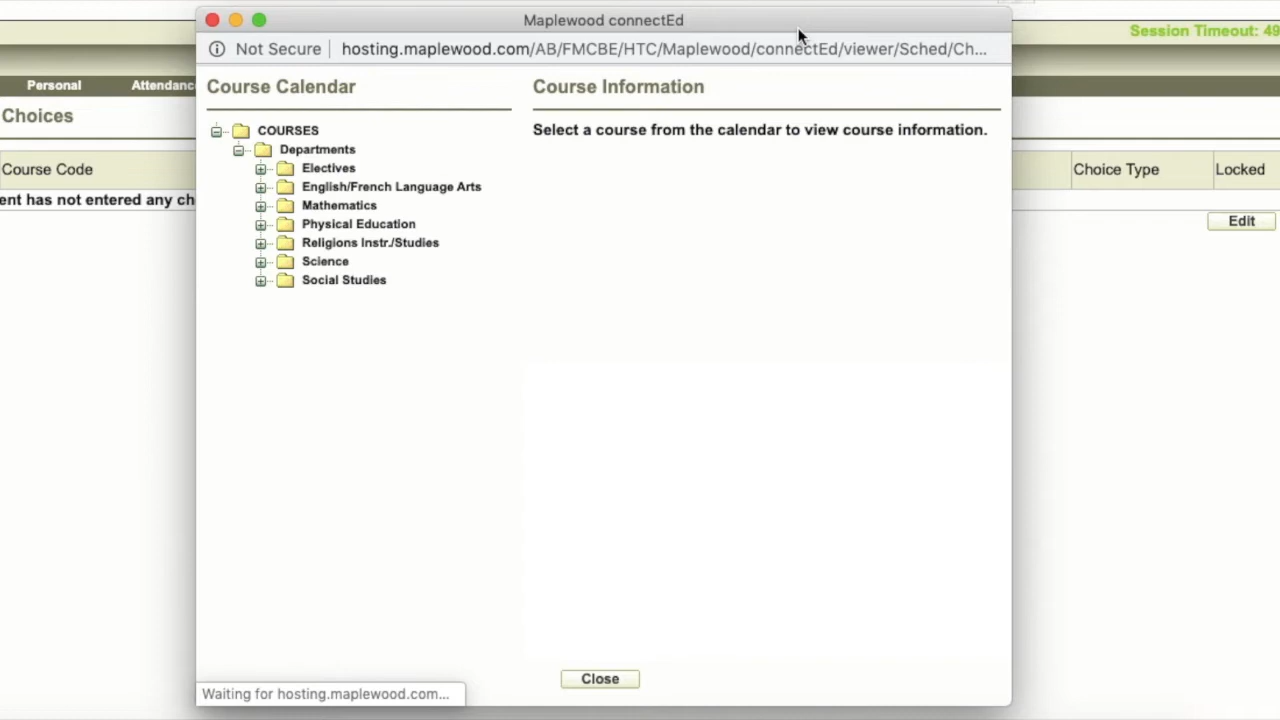 Maplewood connectEd
Session Timeout: 49
Not Secure
hosting.maplewood.com/AB/FMCBE/HTC/Maplewood/connectEd/viewer/Sched/Ch...
Personal
Attendanc
Course Calendar
Course Information
Choices
COURSES
Select a course from the calendar to view course information.
Departments
Electives
English/French Language Arts
Mathematics
Physical Education
Religions Instr./Studies
Science
Social Studies
Course Code
Choice Type
Locked
ent has not entered any ch
Edit
Close
Waiting for hosting.maplewood.com...